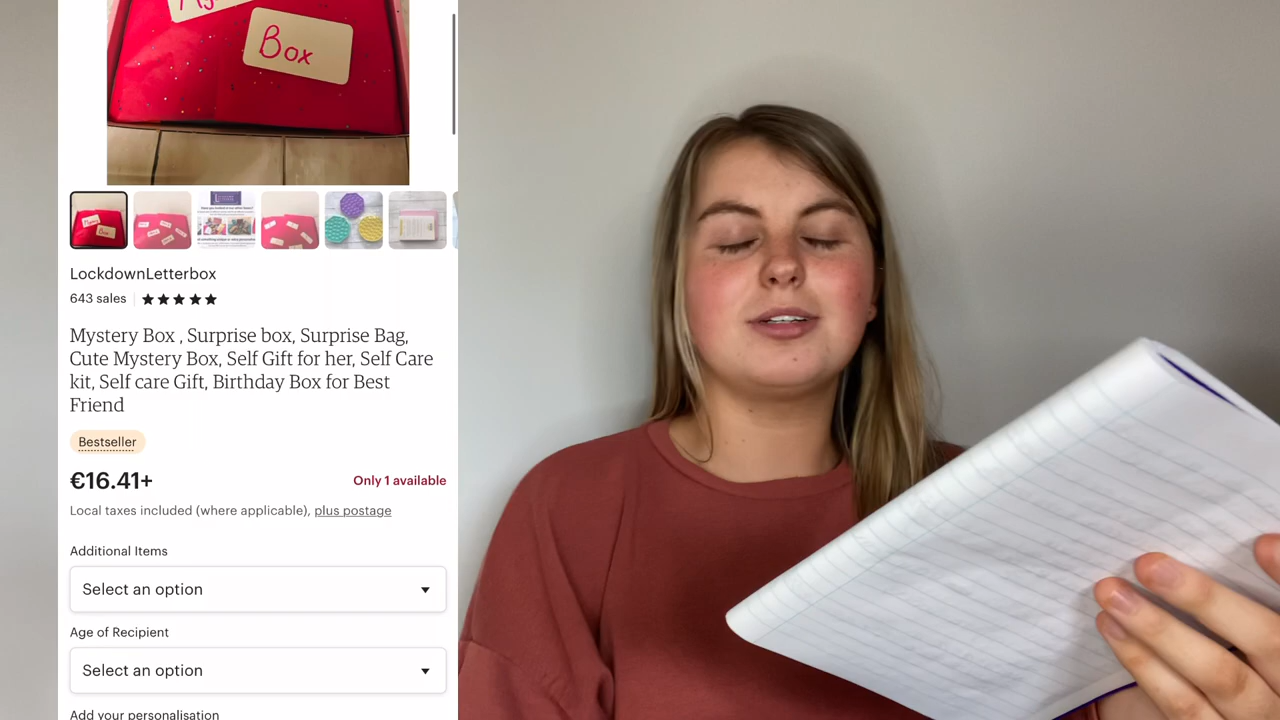 Box
LockdownLetterbox
643 sales
Mystery Box , Surprise box, Surprise Bag,
Cute Mystery Box, Self Gift for her, Self Care
kit, Self care Gift, Birthday Box for Best
Friend
Bestseller
€16.41+
Only 1 available
Local taxes included (where applicable), plus postage
Additional Items
Select an option
Age of Recipient
Select an option
Add your personalisation